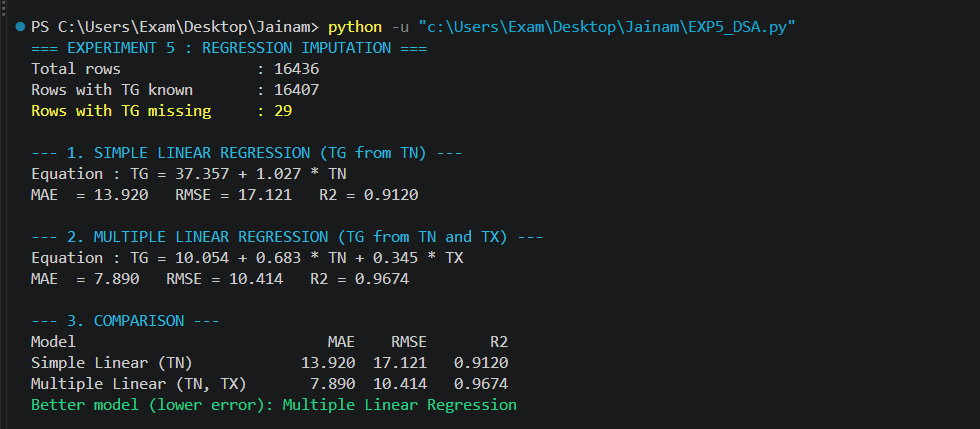 PS C:\Users\Exam\Desktop\Jainam> python -u "c:\Users\Exam\Desktop\Jainam\EXP5_DSA.py"
=== EXPERIMENT 5 : REGRESSION IMPUTATION ===
Total rows               : 16436
Rows with TG known       : 16407
Rows with TG missing     : 29

--- 1. SIMPLE LINEAR REGRESSION (TG from TN) ---
Equation : TG = 37.357 + 1.027 * TN
MAE  = 13.920   RMSE = 17.121   R2 = 0.9120

--- 2. MULTIPLE LINEAR REGRESSION (TG from TN and TX) ---
Equation : TG = 10.054 + 0.683 * TN + 0.345 * TX
MAE  = 7.890   RMSE = 10.414   R2 = 0.9674

--- 3. COMPARISON ---
Model                           MAE    RMSE      R2
Simple Linear (TN)           13.920  17.121   0.9120
Multiple Linear (TN, TX)      7.890  10.414   0.9674
Better model (lower error): Multiple Linear Regression